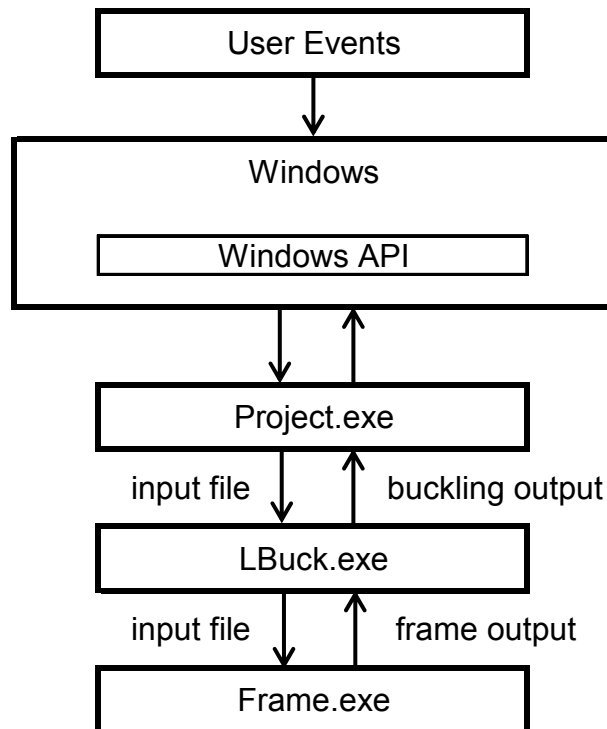 User Events
Windows
Windows API
Project.exe
input file
buckling output
LBuck.exe
input file
frame output
Frame.exe